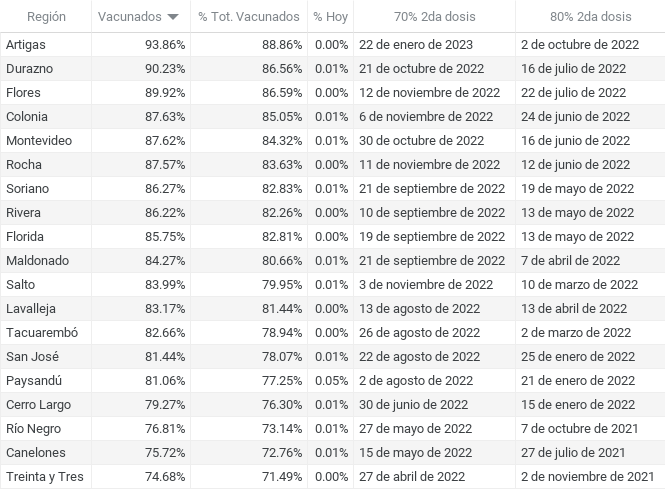 Región Vacunados % Tot. Vacunados % Hoy 70% 2da dosis 80% 2da dosis
Artigas 93.86% 88.86% 0.00% 22 de enero de 2023 2 de octubre de 2022
Durazno 90.23% 86.56% 0.01% 21 de octubre de 2022 16 de julio de 2022
Flores 89.92% 86.59% 0.00% 12 de noviembre de 2022 22 de julio de 2022
Colonia 87.63% 85.05% 0.01% 6 de noviembre de 2022 24 de junio de 2022
Montevideo 87.62% 84.32% 0.01% 30 de octubre de 2022 16 de junio de 2022
Rocha 87.57% 83.63% 0.00% 11 de noviembre de 2022 12 de junio de 2022
Soriano 86.27% 82.83% 0.01% 21 de septiembre de 2022 19 de mayo de 2022
Rivera 86.22% 82.26% 0.00% 10 de septiembre de 2022 13 de mayo de 2022
Florida 85.75% 82.81% 0.00% 19 de septiembre de 2022 13 de mayo de 2022
Maldonado 84.27% 80.66% 0.01% 21 de septiembre de 2022 7 de abril de 2022
Salto 83.99% 79.95% 0.01% 3 de noviembre de 2022 10 de marzo de 2022
Lavalleja 83.17% 81.44% 0.00% 13 de agosto de 2022 13 de abril de 2022
Tacuarembó 82.66% 78.94% 0.00% 26 de agosto de 2022 2 de marzo de 2022
San José 81.44% 78.07% 0.01% 22 de agosto de 2022 25 de enero de 2022
Paysandú 81.06% 77.25% 0.05% 2 de agosto de 2022 21 de enero de 2022
Cerro Largo 79.27% 76.30% 0.01% 30 de junio de 2022 15 de enero de 2022
Río Negro 76.81% 73.14% 0.01% 27 de mayo de 2022 7 de octubre de 2021
Canelones 75.72% 72.76% 0.01% 15 de mayo de 2022 27 de julio de 2021
Treinta y Tres 74.68% 71.49% 0.00% 27 de abril de 2022 2 de noviembre de 2021